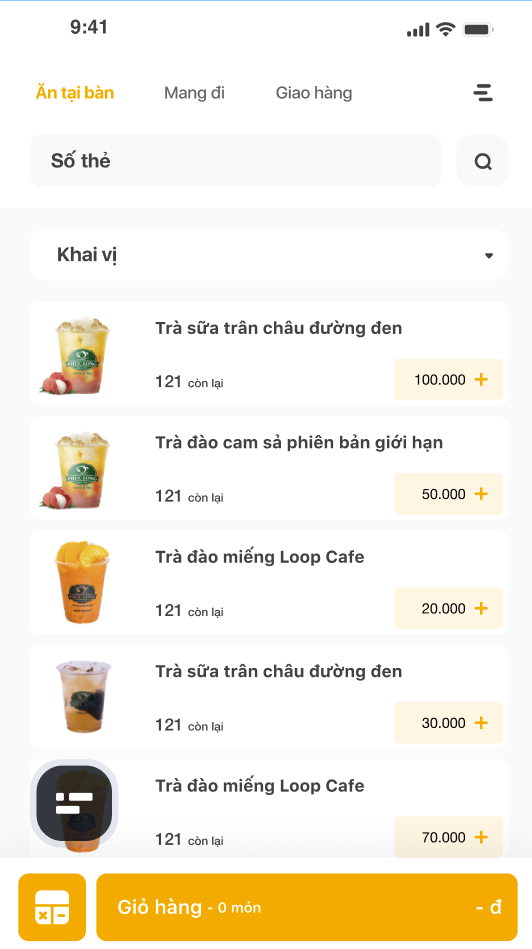 9:41
Ăn tại bàn
Mang đi
Giao hàng
Số thẻ
Khai vị
Trà sữa trân châu đường đen
121 còn lại
100.000 +
Trà đào cam sả phiên bản giới hạn
121 còn lại
50.000 +
Trà đào miếng Loop Cafe
121 còn lại
20.000 +
Trà sữa trân châu đường đen
121 còn lại
30.000 +
Trà đào miếng Loop Cafe
121 còn lại
70.000 +
Giỏ hàng - 0 món
- đ